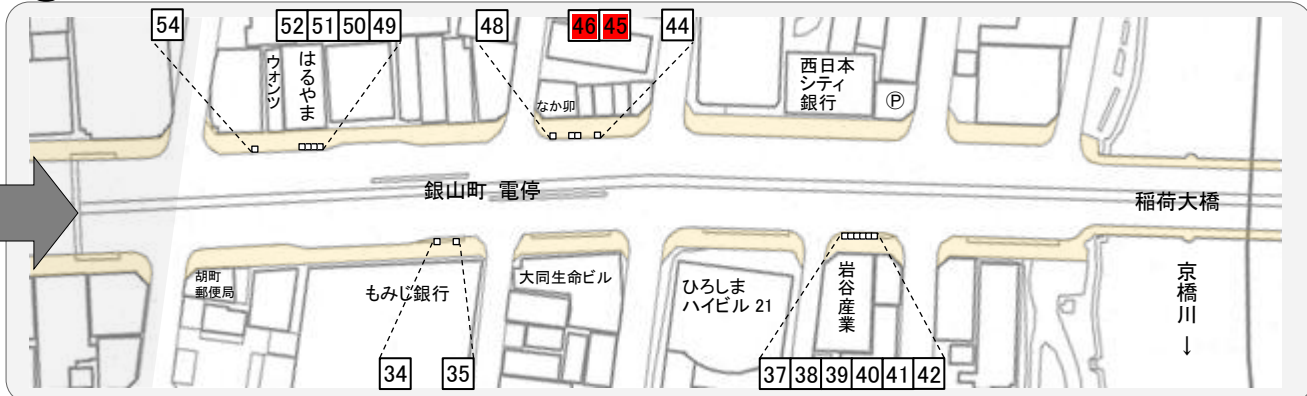 54
52 51 50 49
48
46 45
44
ウォンツ
はるやま
なか卯
西日本
シティ
銀行
Ⓟ
銀山町 電停
稲荷大橋
胡町
郵便局
もみじ銀行
大同生命ビル
ひろしま
ハイビル 21
岩谷産業
京橋川
↓
34
35
37 38 39 40 41 42